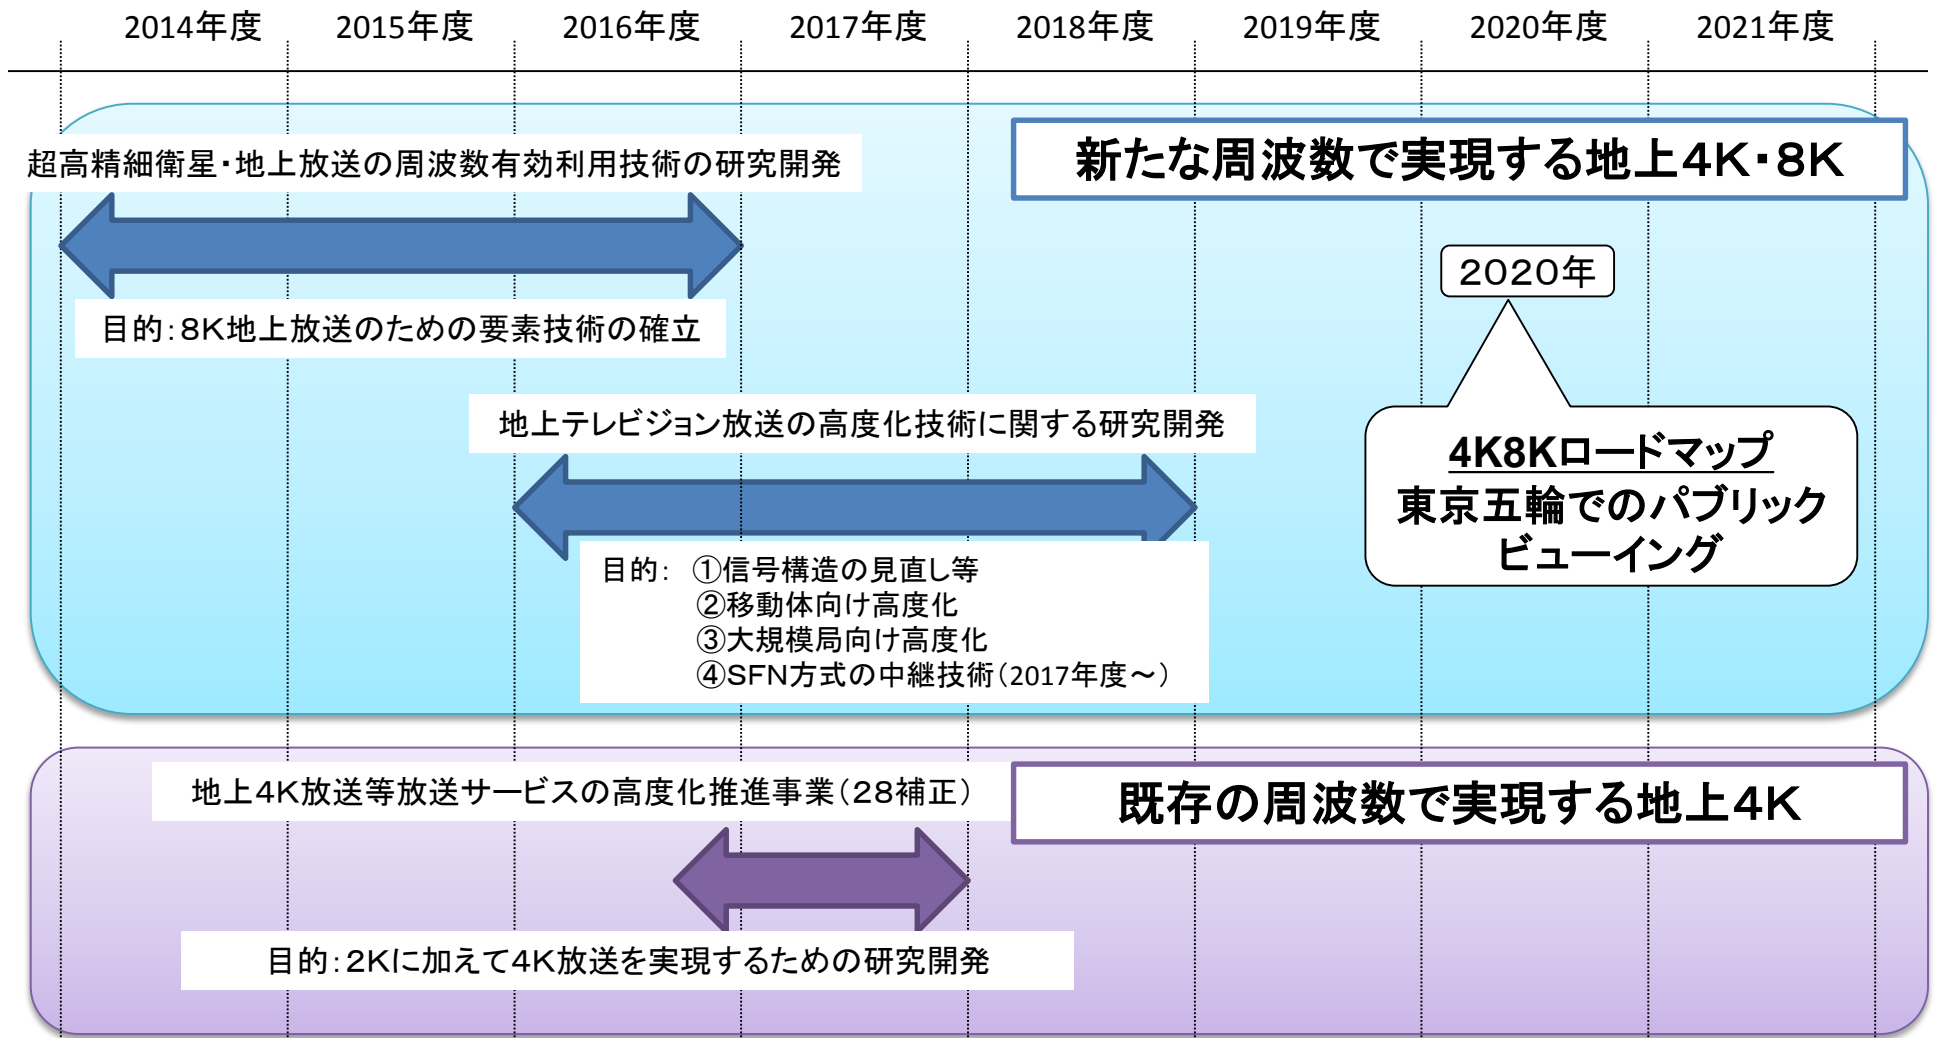 2014年度 2015年度 2016年度 2017年度 2018年度 2019年度 2020年度 2021年度
超高精細衛星・地上放送の周波数有効利用技術の研究開発
新たな周波数で実現する地上4K・8K
目的：8K地上放送のための要素技術の確立
2020年
地上テレビジョン放送の高度化技術に関する研究開発
4K8Kロードマップ
東京五輪でのパブリック
ビューイング
目的： ①信号構造の見直し等
②移動体向け高度化
③大規模局向け高度化
④SFN方式の中継技術（2017年度～）
地上4K放送等放送サービスの高度化推進事業（28補正）
既存の周波数で実現する地上4K
目的：2Kに加えて4K放送を実現するための研究開発